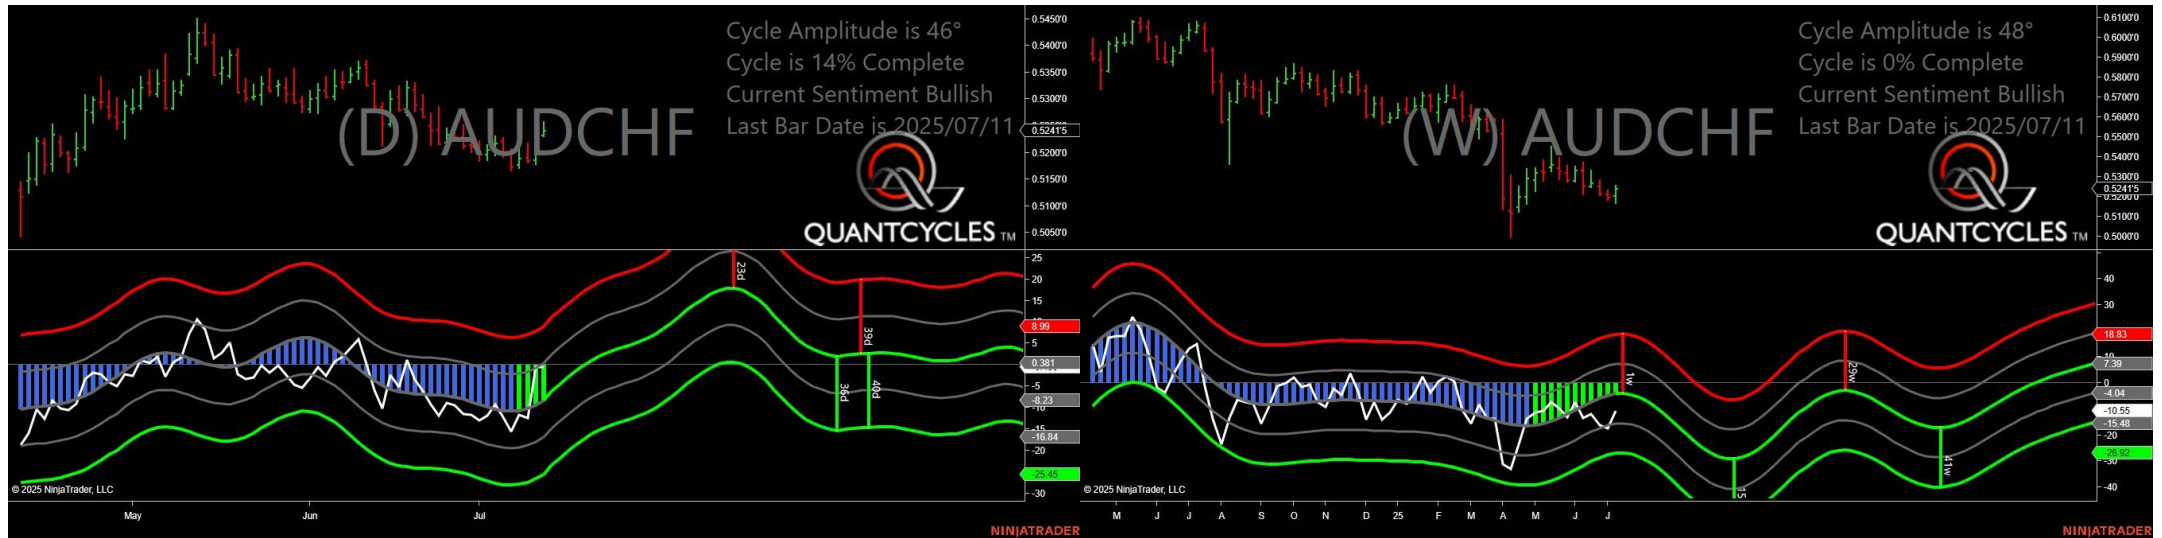 Cycle Amplitude is 46°
Cycle is 14% Complete
Current Sentiment Bullish
Last Bar Date is 2025/07/11
(D) AUDCHF
QUANTCYCLES TM
0.5450'0
0.5400'0
0.5350'0
0.5300'0
0.5241'5
0.5200'0
0.5150'0
0.5100'0
0.5050'0
25
20
15
8.99
5
0.381
-5
-8.23
-10
-15
-16.84
-20
-25.45
-30
23d
39d
36d
40d
© 2025 NinjaTrader, LLC
May Jun Jul
NINJATRADER
Cycle Amplitude is 48°
Cycle is 0% Complete
Current Sentiment Bullish
Last Bar Date is 2025/07/11
(W) AUDCHF
QUANTCYCLES TM
0.6100'0
0.6000'0
0.5900'0
0.5800'0
0.5700'0
0.5600'0
0.5500'0
0.5400'0
0.5300'0
0.5241'5
0.5200'0
0.5100'0
0.5000'0
40
30
18.83
10
7.39
0
-4.04
-10.55
-15.48
-20
-26.92
-30
-40
1w
29w
15
41w
© 2025 NinjaTrader, LLC
M J J A S O N D 25 F M A M J J
NINJATRADER